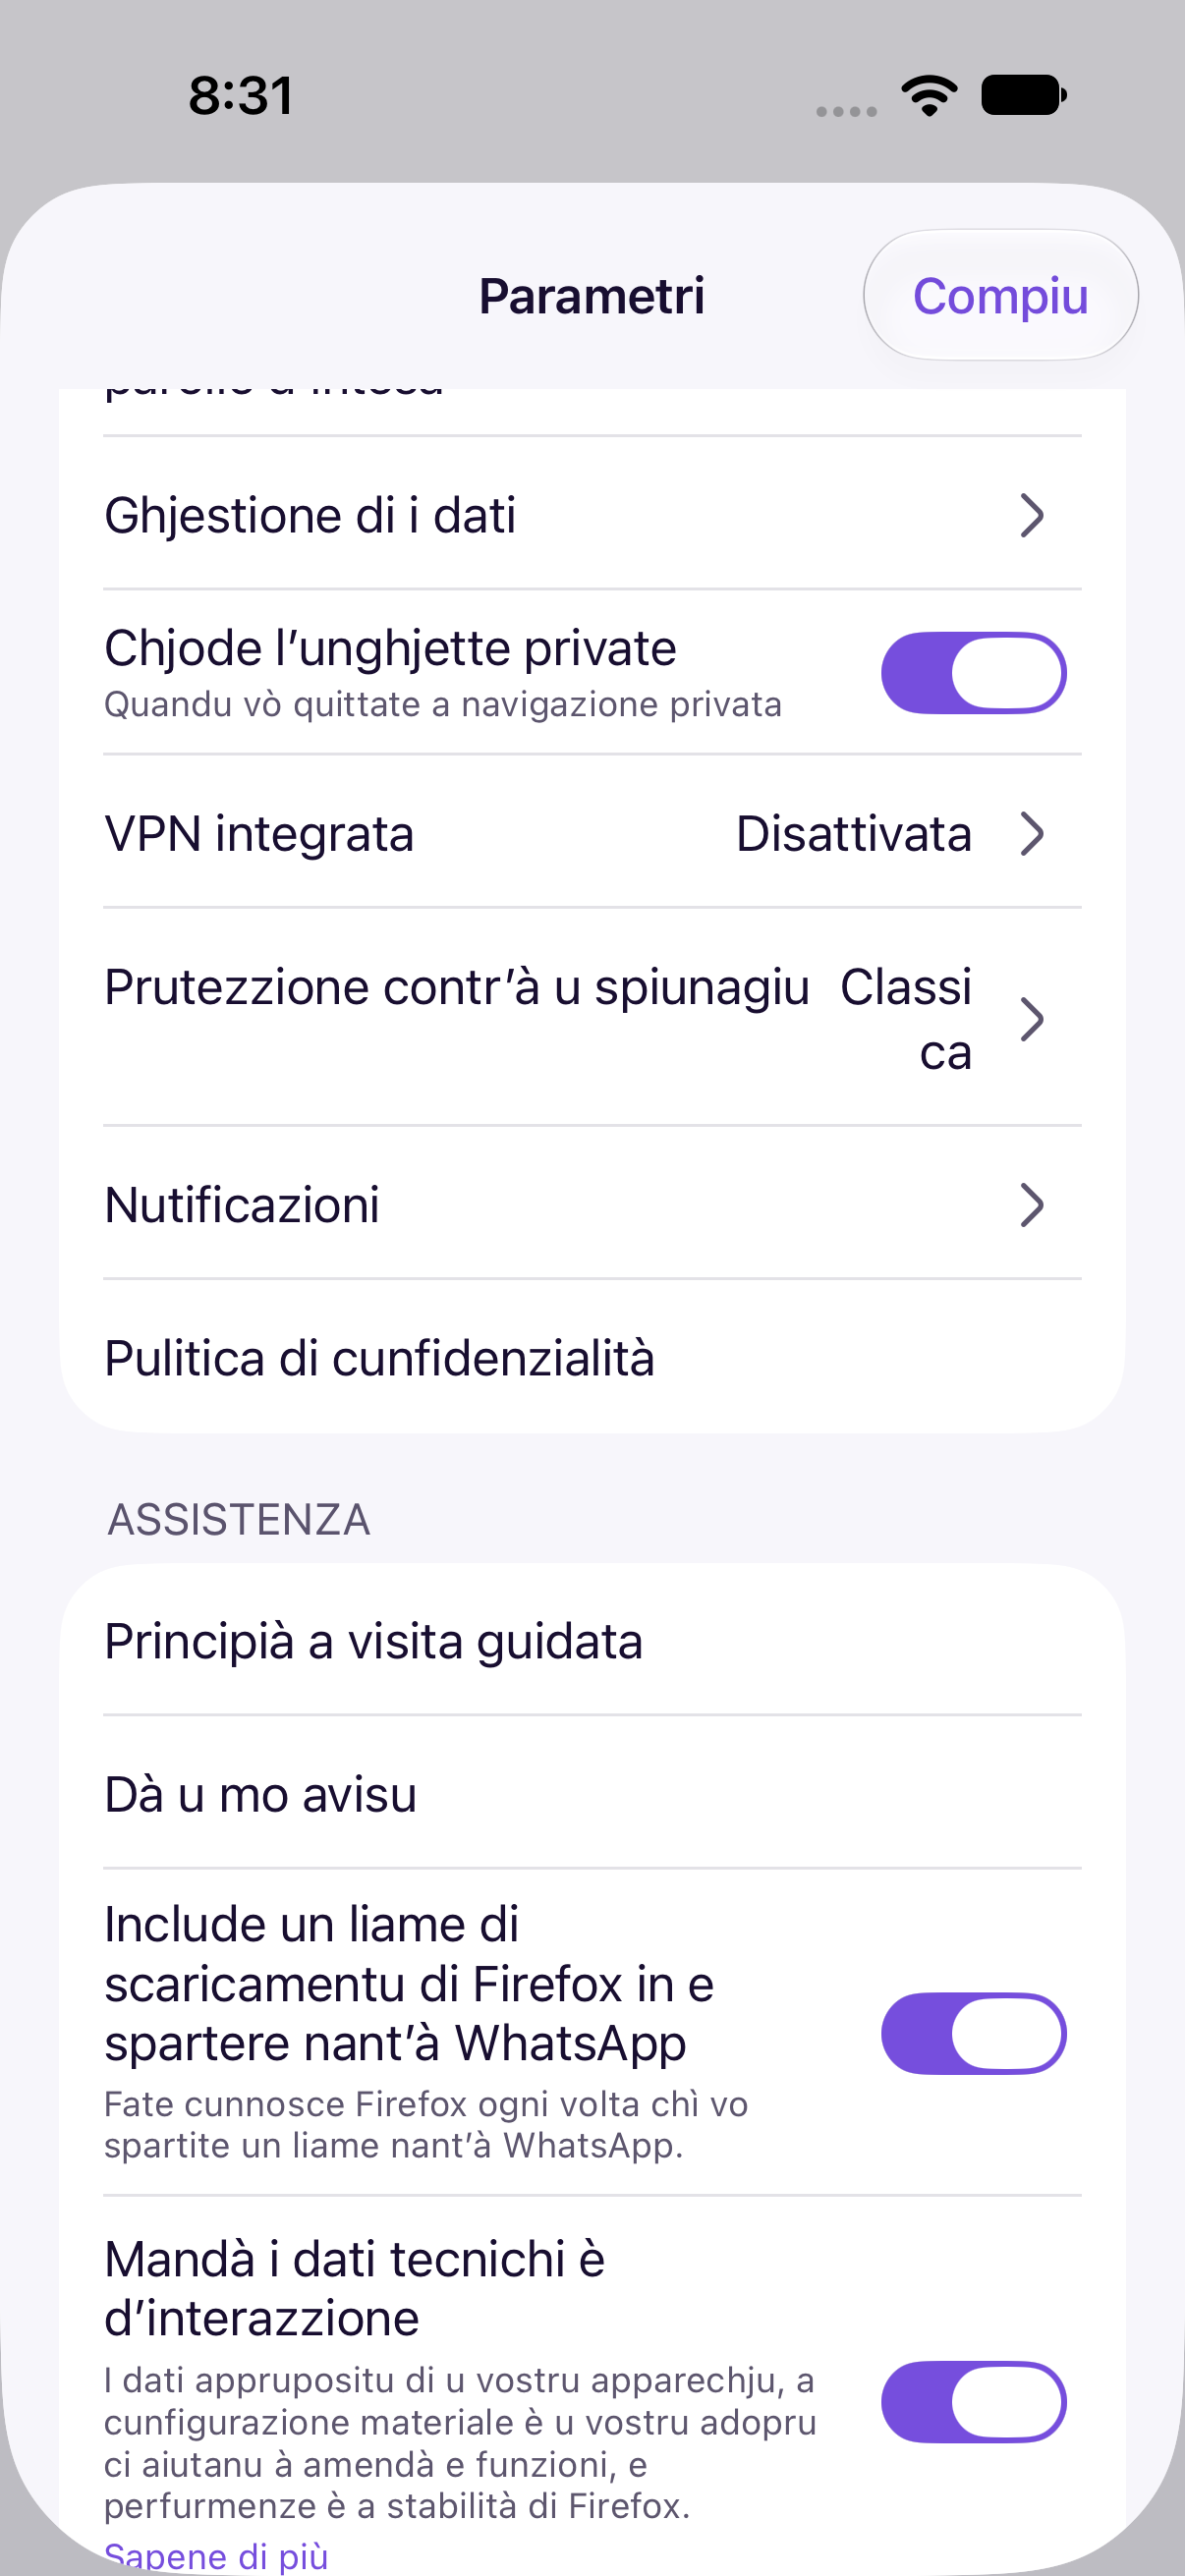 8:31
Parametri
Compiu
Ghjestione di i dati
Chjode l’unghjette private
Quandu vò quittate a navigazione privata
VPN integrata
Disattivata
Prutezzione contr’à u spiunagiu
Classi
ca
Nutificazioni
Pulitica di cunfidenzialità
ASSISTENZA
Principià a visita guidata
Dà u mo avisu
Include un liame di
scaricamentu di Firefox in e
spartere nant’à WhatsApp
Fate cunnosce Firefox ogni volta chì vo
spartite un liame nant’à WhatsApp.
Mandà i dati tecnichi è
d’interazzione
I dati apprupositu di u vostru apparechju, a
cunfigurazione materiale è u vostru adopru
ci aiutanu à amendà e funzioni, e
perfurmenze è a stabilità di Firefox.
Sapene di più